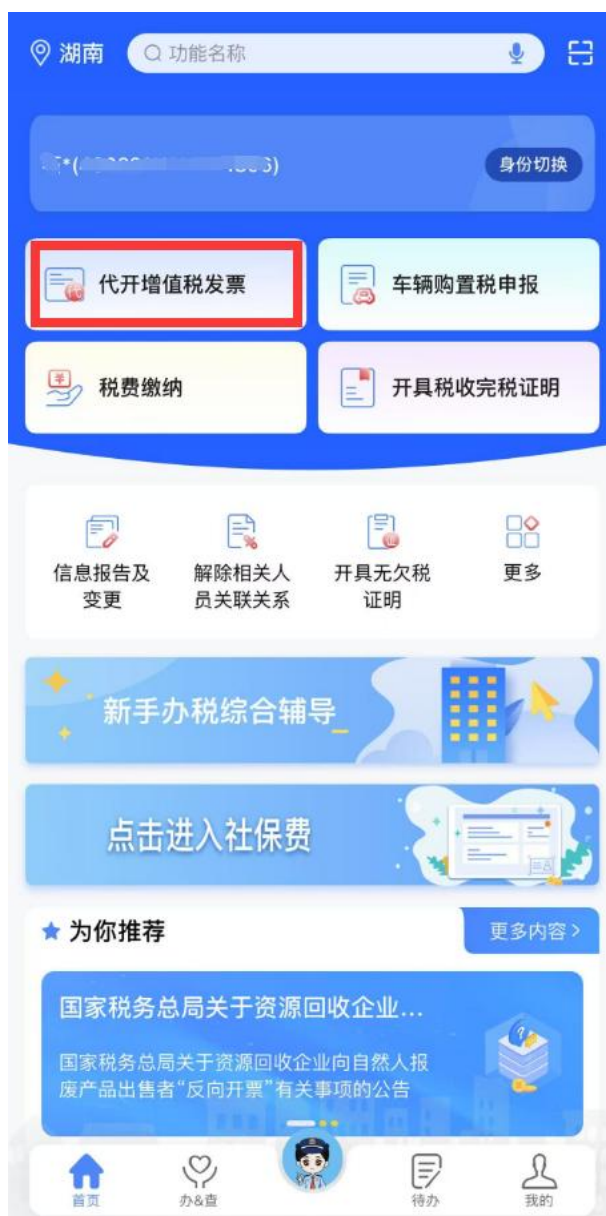 湖南
功能名称
身份切换
代开增值税发票
车辆购置税申报
税费缴纳
开具税收完税证明
信息报告及
变更
解除相关人
员关联关系
开具无欠税
证明
更多
新手办税综合辅导_
点击进入社保费
为你推荐
更多内容>
国家税务总局关于资源回收企业...
国家税务总局关于资源回收企业向自然人报
废产品出售者“反向开票”有关事项的公告
首页
办&查
待办
我的